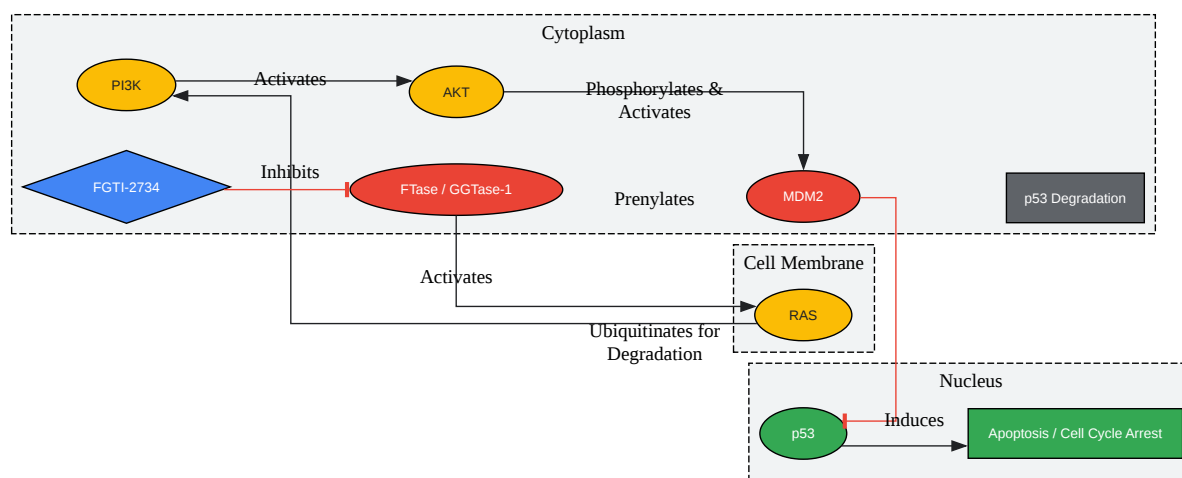 Cytoplasm
PI3K
Activates
AKT
Phosphorylates &
Activates
FGTI-2734
Inhibits
FTase / GGTase-1
Prenylates
MDM2
p53 Degradation
Cell Membrane
Activates
RAS
Ubiquitinates for
Degradation
Nucleus
p53
Induces
Apoptosis / Cell Cycle Arrest